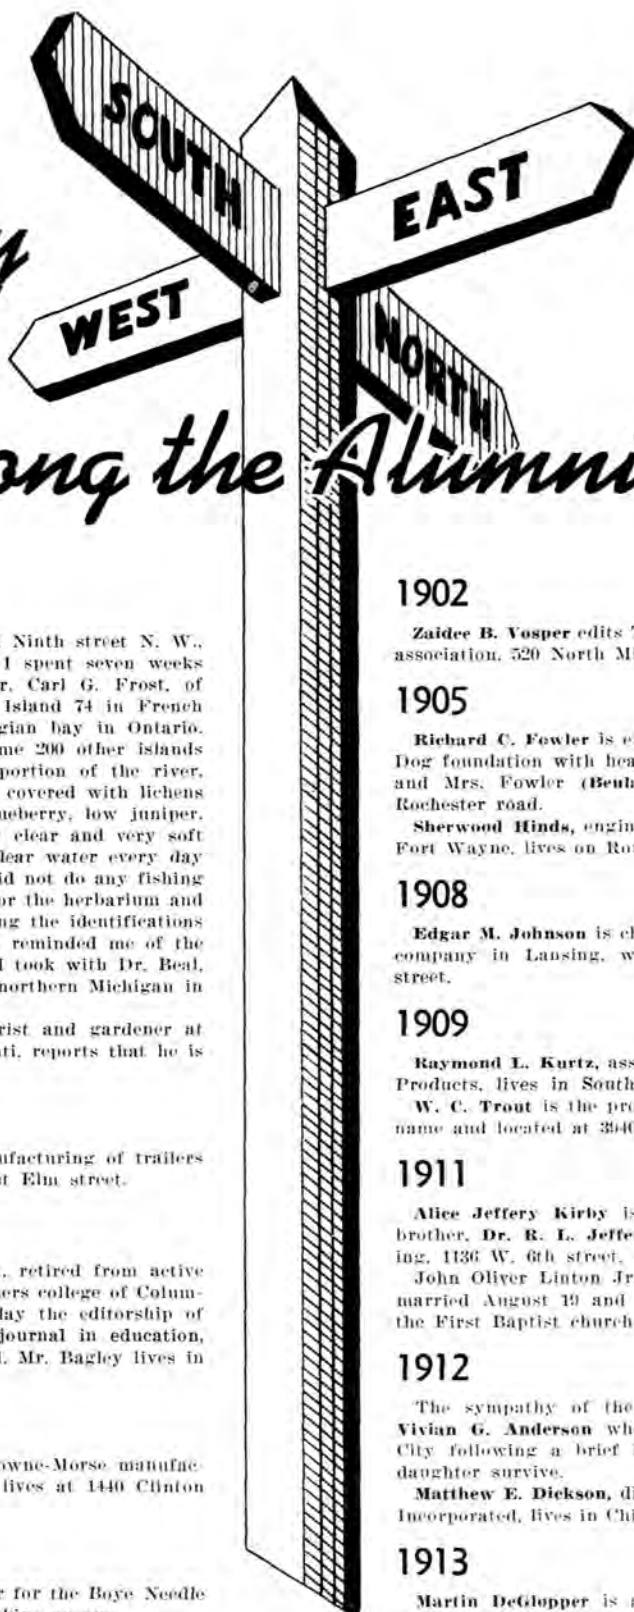 SOUTH
EAST
WEST
NORTH
y
ong the Alumni
Ninth street N. W.,
I spent seven weeks
r. Carl G. Frost, of
Island 74 in French
gian bay in Ontario.
me 200 other islands
portion of the river,
covered with lichens
neberry, low juniper.
clear and very soft
lear water every day
id not do any fishing
or the herbarium and
ng the identifications
reminded me of the
I took with Dr. Beal,
northern Michigan in
rist and gardener at
ati, reports that he is
ufacturing of trailers
t Elm street.
, retired from active
ers college of Colum-
lay the editorship of
journal in education,
l. Mr. Bagley lives in
owne-Morse manufac-
lives at 1440 Clinton
r for the Boye Needle
1902
Zaidee B. Vosper edits
association, 520 North Mi
1905
Richard C. Fowler is e
Dog foundation with hea
and Mrs. Fowler (Beul
Rochester road.
Sherwood Hinds, engin
Fort Wayne, lives on Ro
1908
Edgar M. Johnson is c
company in Lansing, w
street.
1909
Raymond L. Kurtz, ass
Products, lives in South
W. C. Trout is the pro
name and located at 3940
1911
Alice Jeffery Kirby is
brother, Dr. R. L. Jeffe
ing, 1136 W. 6th street.
John Oliver Linton Jr
married August 19 and
the First Baptist church
1912
The sympathy of the
Vivian G. Anderson wh
City following a brief
daughter survive.
Matthew E. Dickson, di
Incorporated, lives in Chi
1913
Martin DeGlopper is